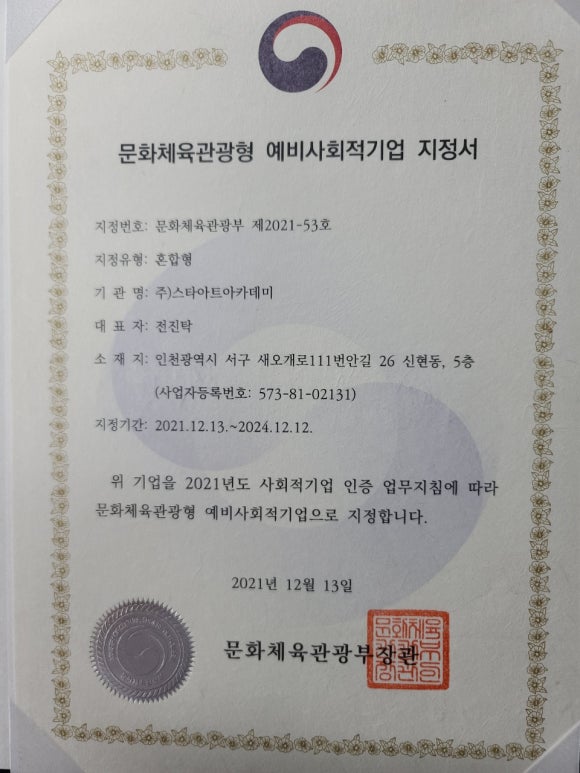 문화체육관광형 예비사회적기업 지정서
지정번호: 문화체육관광부 제2021-53호
지정유형: 혼합형
기 관 명: 주)스타아트아카데미
대 표 자: 전진탁
소 재 지: 인천광역시 서구 새오개로111번안길 26 신현동, 5층
(사업자등록번호: 573-81-02131)
지정기간: 2021.12.13.~2024.12.12.
위 기업을 2021년도 사회적기업 인증 업무지침에 따라
문화체육관광형 예비사회적기업으로 지정합니다.
2021년 12월 13일
문화체육관광부장관